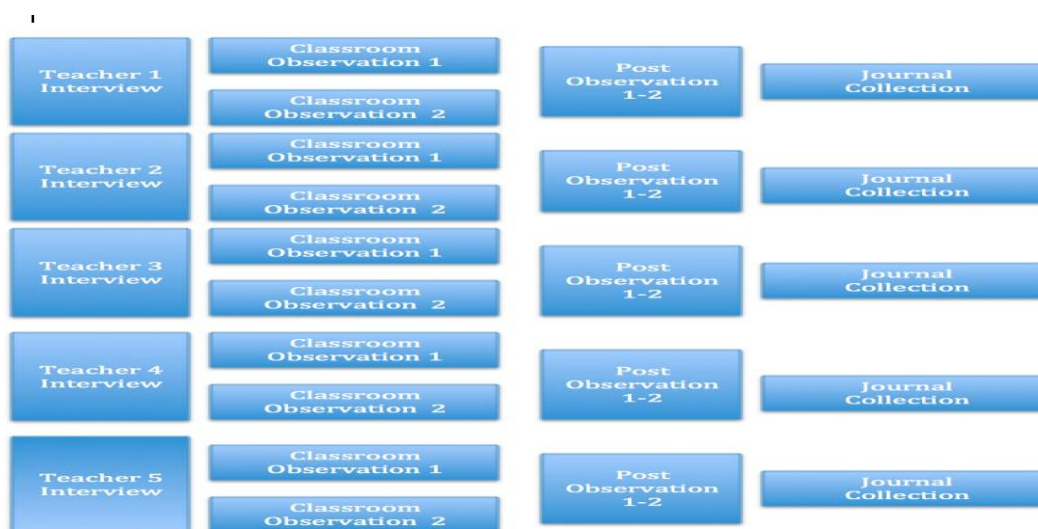 Teacher 1
Interview
Classroom
Observation 1
Classroom
Observation 2
Post
Observation
1-2
Journal
Collection
Teacher 2
Interview
Classroom
Observation 1
Classroom
Observation 2
Post
Observation
1-2
Journal
Collection
Teacher 3
Interview
Classroom
Observation 1
Classroom
Observation 2
Post
Observation
1-2
Journal
Collection
Teacher 4
Interview
Classroom
Observation 1
Classroom
Observation 2
Post
Observation
1-2
Journal
Collection
Teacher 5
Interview
Classroom
Observation 1
Classroom
Observation 2
Post
Observation
1-2
Journal
Collection